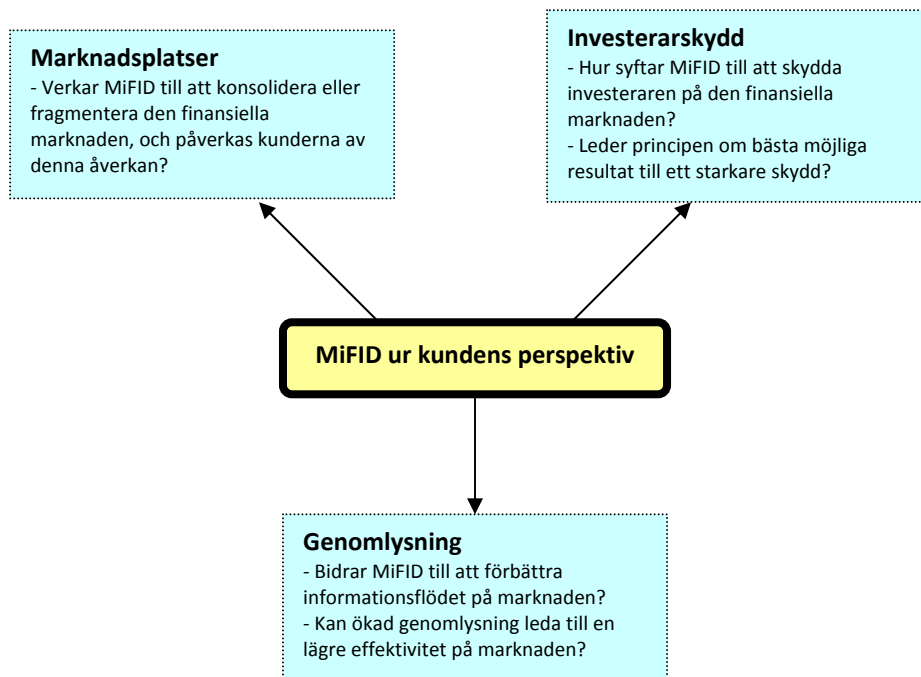 Marknadsplatser
- Verkar MiFID till att konsolidera eller
fragmentera den finansiella
marknaden, och påverkas kunderna av
denna åverkan?
Investerarskydd
- Hur syftar MiFID till att skydda
investeraren på den finansiella
marknaden?
- Leder principen om bästa möjliga
resultat till ett starkare skydd?
MiFID ur kundens perspektiv
Genomlysning
- Bidrar MiFID till att förbättra
informationsflödet på marknaden?
- Kan ökad genomlysning leda till en
lägre effektivitet på marknaden?